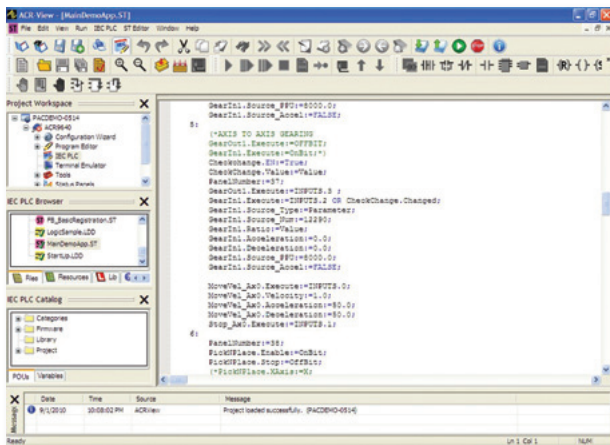 ACR-View - [MainDemoApp.ST]
File Edit View Run IEC PLC ST Editor Window Help
Project Workspace
PACDEMO-0514
ACR9640
Configuration Wizard
Program Editor
IEC PLC
Terminal Emulator
Tools
Status Panels
IEC PLC Browser
FB_BasicRegistration.ST
LogicSample.LDD
MainDemoApp.ST
StartUp.LDD
Files Resources Lib
IEC PLC Catalog
Categories
Firmware
Library
Project
POUs Variables
GearIn1.Source_PPU:=8000.0;
GearIn1.Source_Accel:=FALSE;
5:
(*AXIS TO AXIS GEARING
GearOut1.Execute:=OFFBIT;
GearIn1.Execute:=OnBit;*)
CheckChange.EN:=True;
CheckChange.Value:=Value;
PanelNumber:=37;
GearOut1.Execute:=INPUTS.3 ;
GearIn1.Execute:=INPUTS.2 OR CheckChange.Changed;
GearIn1.Source_Type:=Parameter;
GearIn1.Source_Num:=12290;
GearIn1.Ratio:=Value;
GearIn1.Acceleration:=0.0;
GearIn1.Deceleration:=0.0;
GearIn1.Source_PPU:=8000.0;
GearIn1.Source_Accel:=FALSE;
MoveVel_Ax0.Execute:=INPUTS.0;
MoveVel_Ax0.Velocity:=1.0;
MoveVel_Ax0.Acceleration:=50.0;
MoveVel_Ax0.Deceleration:=50.0;
Stop_Ax0.Execute:=INPUTS.1;
6:
PanelNumber:=38;
PickNPlace.Enable:=OnBit;
PickNPlace.Stop:=OffBit;
(*PickNPlace.XAxis:=X;
Message
Date Time Source Message
9/1/2010 10:08:02 PM ACRView Project loaded successfully. (PACDEMO-0514)
Ready Ln 1 Col 1 NUM